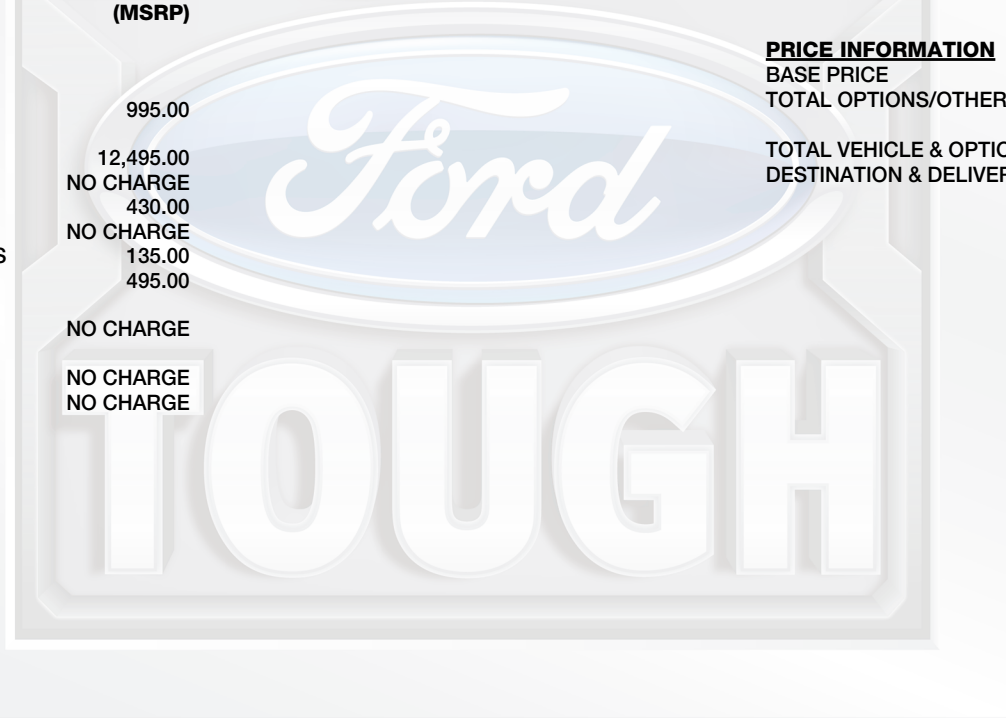 (MSRP)
995.00
12,495.00
NO CHARGE
430.00
NO CHARGE
S
135.00
495.00
NO CHARGE
NO CHARGE
NO CHARGE
PRICE INFORMATION
BASE PRICE
TOTAL OPTIONS/OTHER
TOTAL VEHICLE & OPTIO
DESTINATION & DELIVER
Ford
TOUGH